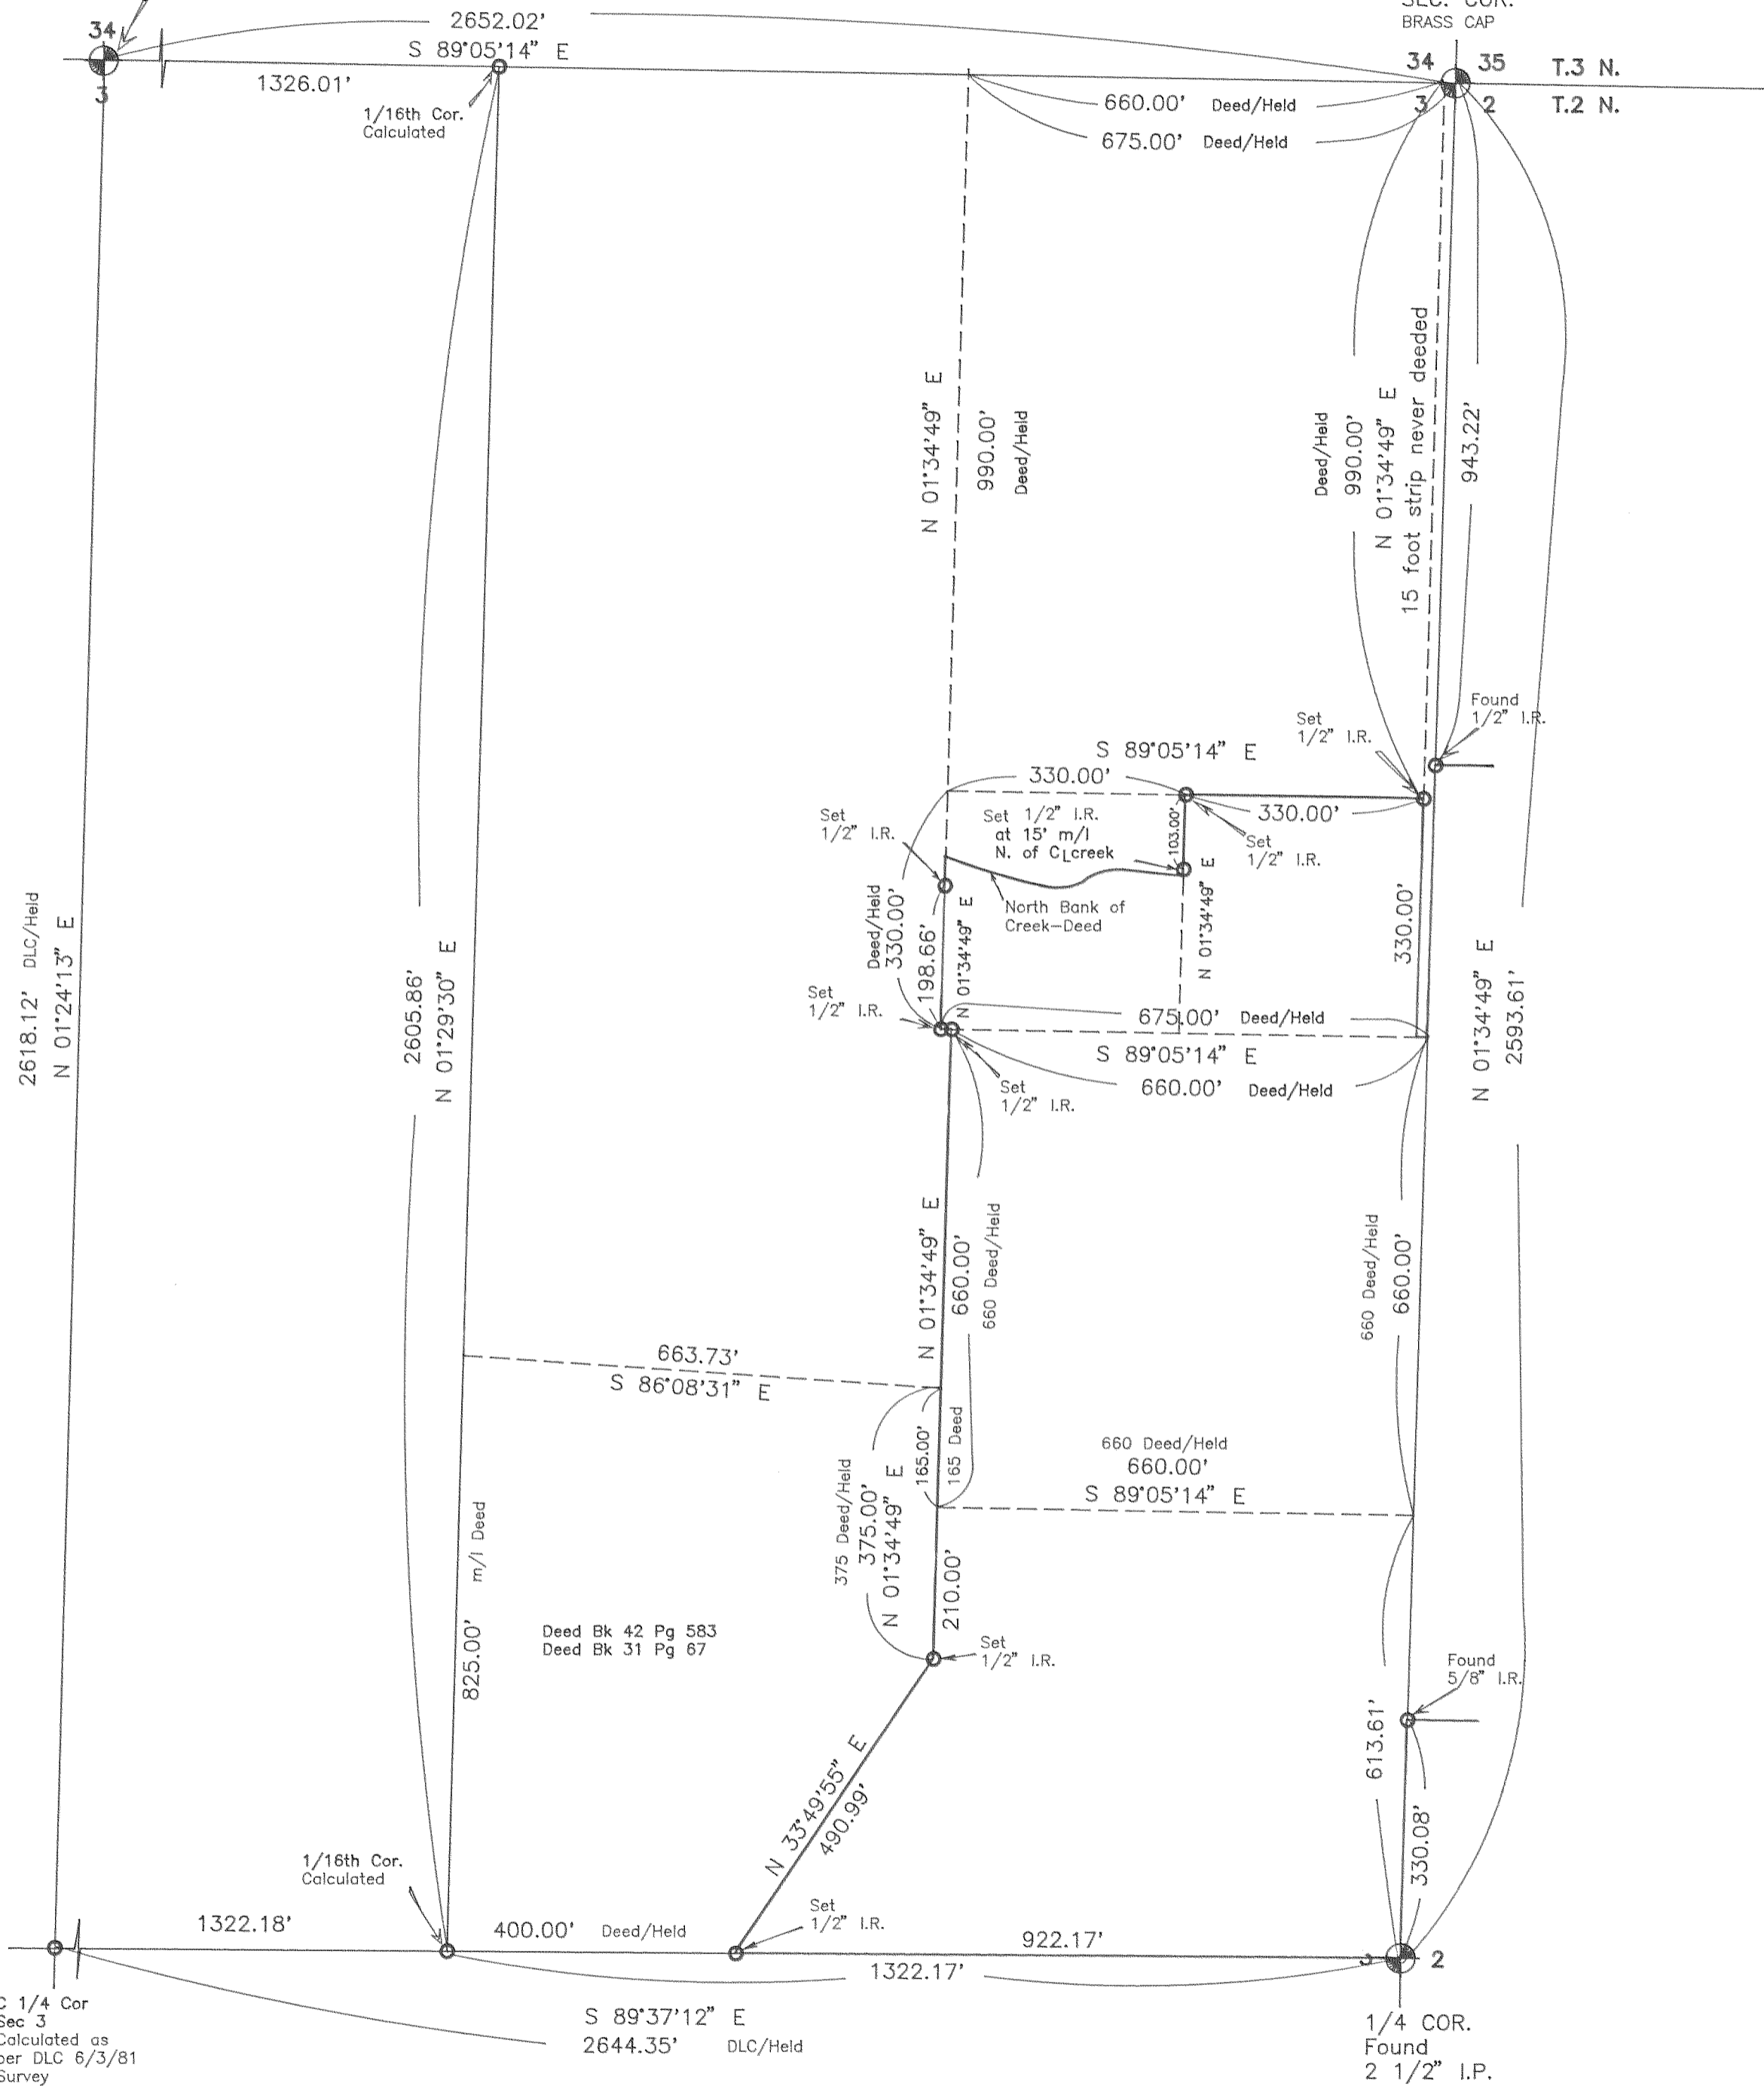 SEC. COR.
BRASS CAP
34
3
2652.02'
S 89°05'14" E
1326.01'
1/16th Cor.
Calculated
34 35 T.3 N.
3 2 T.2 N.
660.00' Deed/Held
675.00' Deed/Held
N 01°34'49" E
990.00'
Deed/Held
Deed/Held
990.00'
N 01°34'49" E
15 foot strip never deeded
943.22'
Found
1/2" I.R.
Set
1/2" I.R.
S 89°05'14" E
330.00'
330.00'
Set
1/2" I.R.
Set 1/2" I.R.
at 15' m/l
N. of CLcreek
103.00'
Set
1/2" I.R.
North Bank of
Creek-Deed
N 01°34'49" E
Deed/Held
330.00'
198.66'
N 01°34'49" E
330.00'
Set
1/2" I.R.
675.00' Deed/Held
S 89°05'14" E
660.00' Deed/Held
Set
1/2" I.R.
2618.12' DLC/Held
N 01°24'13" E
2605.86'
N 01°29'30" E
N 01°34'49" E
2593.61'
N 01°34'49" E
660.00'
660 Deed/Held
660 Deed/Held
660.00'
663.73'
S 86°08'31" E
165.00'
165 Deed
375 Deed/Held
375.00'
N 01°34'49" E
210.00'
660 Deed/Held
660.00'
S 89°05'14" E
m/l Deed
825.00'
Deed Bk 42 Pg 583
Deed Bk 31 Pg 67
Set
1/2" I.R.
Found
5/8" I.R.
613.61'
330.08'
N 33°49'55" E
490.99'
1/16th Cor.
Calculated
Set
1/2" I.R.
1322.18'
400.00' Deed/Held
922.17'
1322.17'
3 2
S 89°37'12" E
2644.35' DLC/Held
C 1/4 Cor
Sec 3
Calculated as
per DLC 6/3/81
Survey
1/4 COR.
Found
2 1/2" I.P.